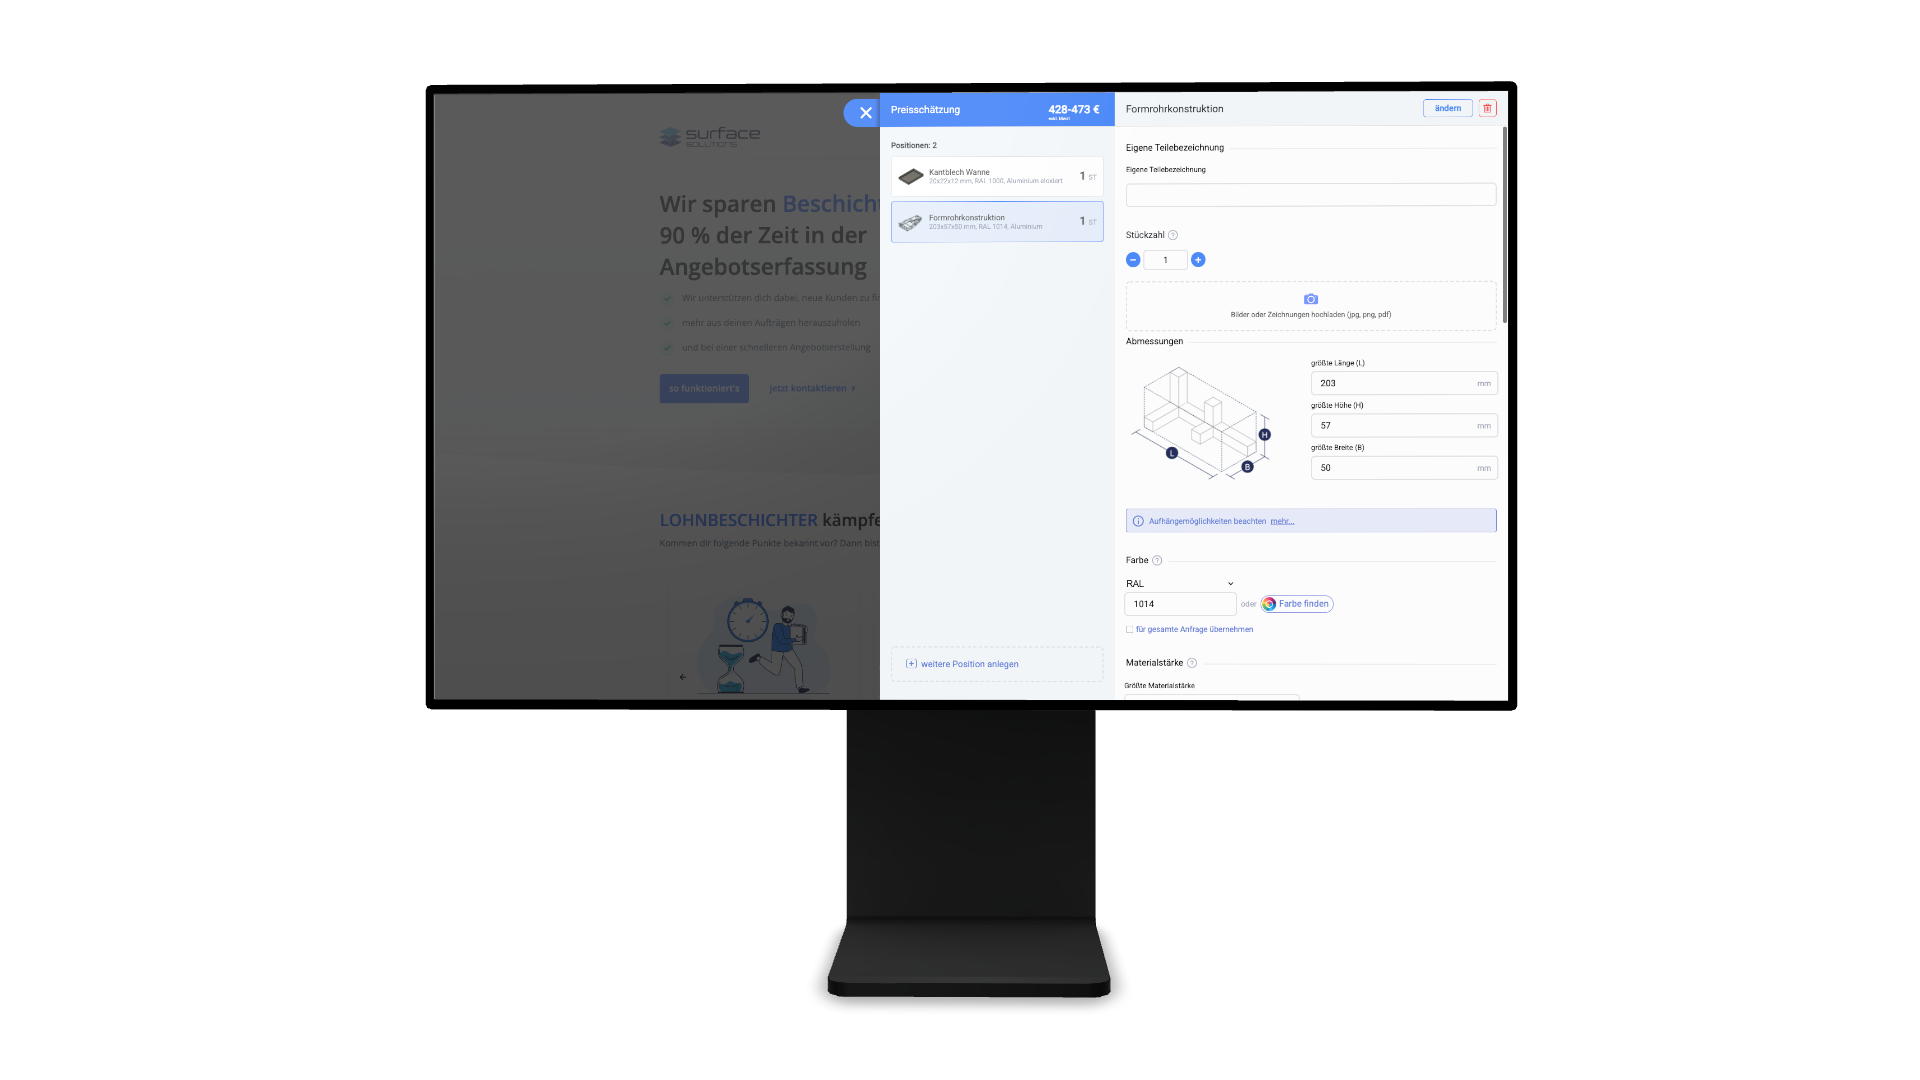 surface
SOLUTIONS
Wir sparen Beschicht
90 % der Zeit in der
Angebotserfassung
Wir unterstützen dich dabei, neue Kunden zu fi
mehr aus deinen Aufträgen herauszuholen
und bei einer schnelleren Angebotserstellung
so funktioniert's
jetzt kontaktieren
LOHNBESCHICHTER kämpfe
Kommen dir folgende Punkte bekannt vor? Dann bist
Preisschätzung
428-473 €
exkl. MwSt
Positionen: 2
Kantblech Wanne
20x22x12 mm, RAL 1000, Aluminium eloxiert
1 ST
Formrohrkonstruktion
203x57x50 mm, RAL 1014, Aluminium
1 ST
[+] weitere Position anlegen
Formrohrkonstruktion
ändern
Eigene Teilebezeichnung
Eigene Teilebezeichnung
Stückzahl ?
− 1 +
Bilder oder Zeichnungen hochladen (jpg, png, pdf)
Abmessungen
L
B
H
größte Länge (L)
203 mm
größte Höhe (H)
57 mm
größte Breite (B)
50 mm
Aufhängemöglichkeiten beachten mehr...
Farbe ?
RAL
1014
oder
Farbe finden
für gesamte Anfrage übernehmen
Materialstärke ?
Größte Materialstärke